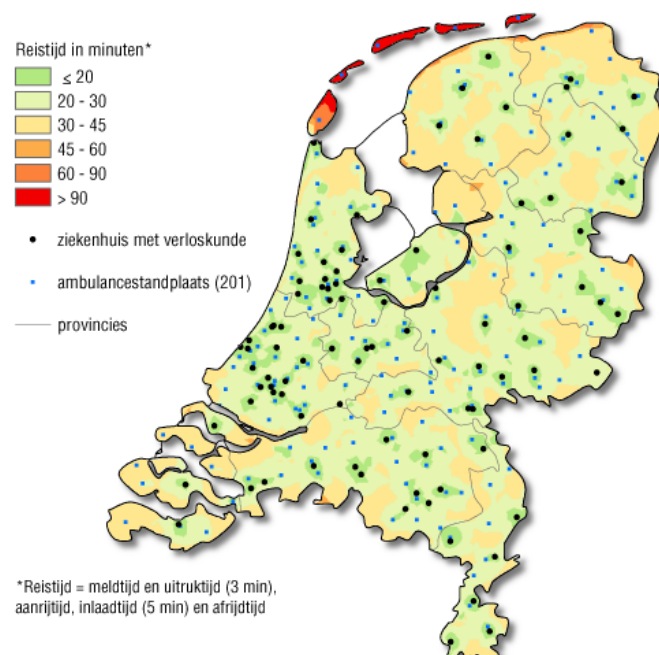 Reistijd in minuten*
≤ 20
20 - 30
30 - 45
45 - 60
60 - 90
> 90
ziekenhuis met verloskunde
ambulancestandplaats (201)
provincies
*Reistijd = meldtijd en uitruktijd (3 min),
aanrijtijd, inlaadtijd (5 min) en afrijdtijd